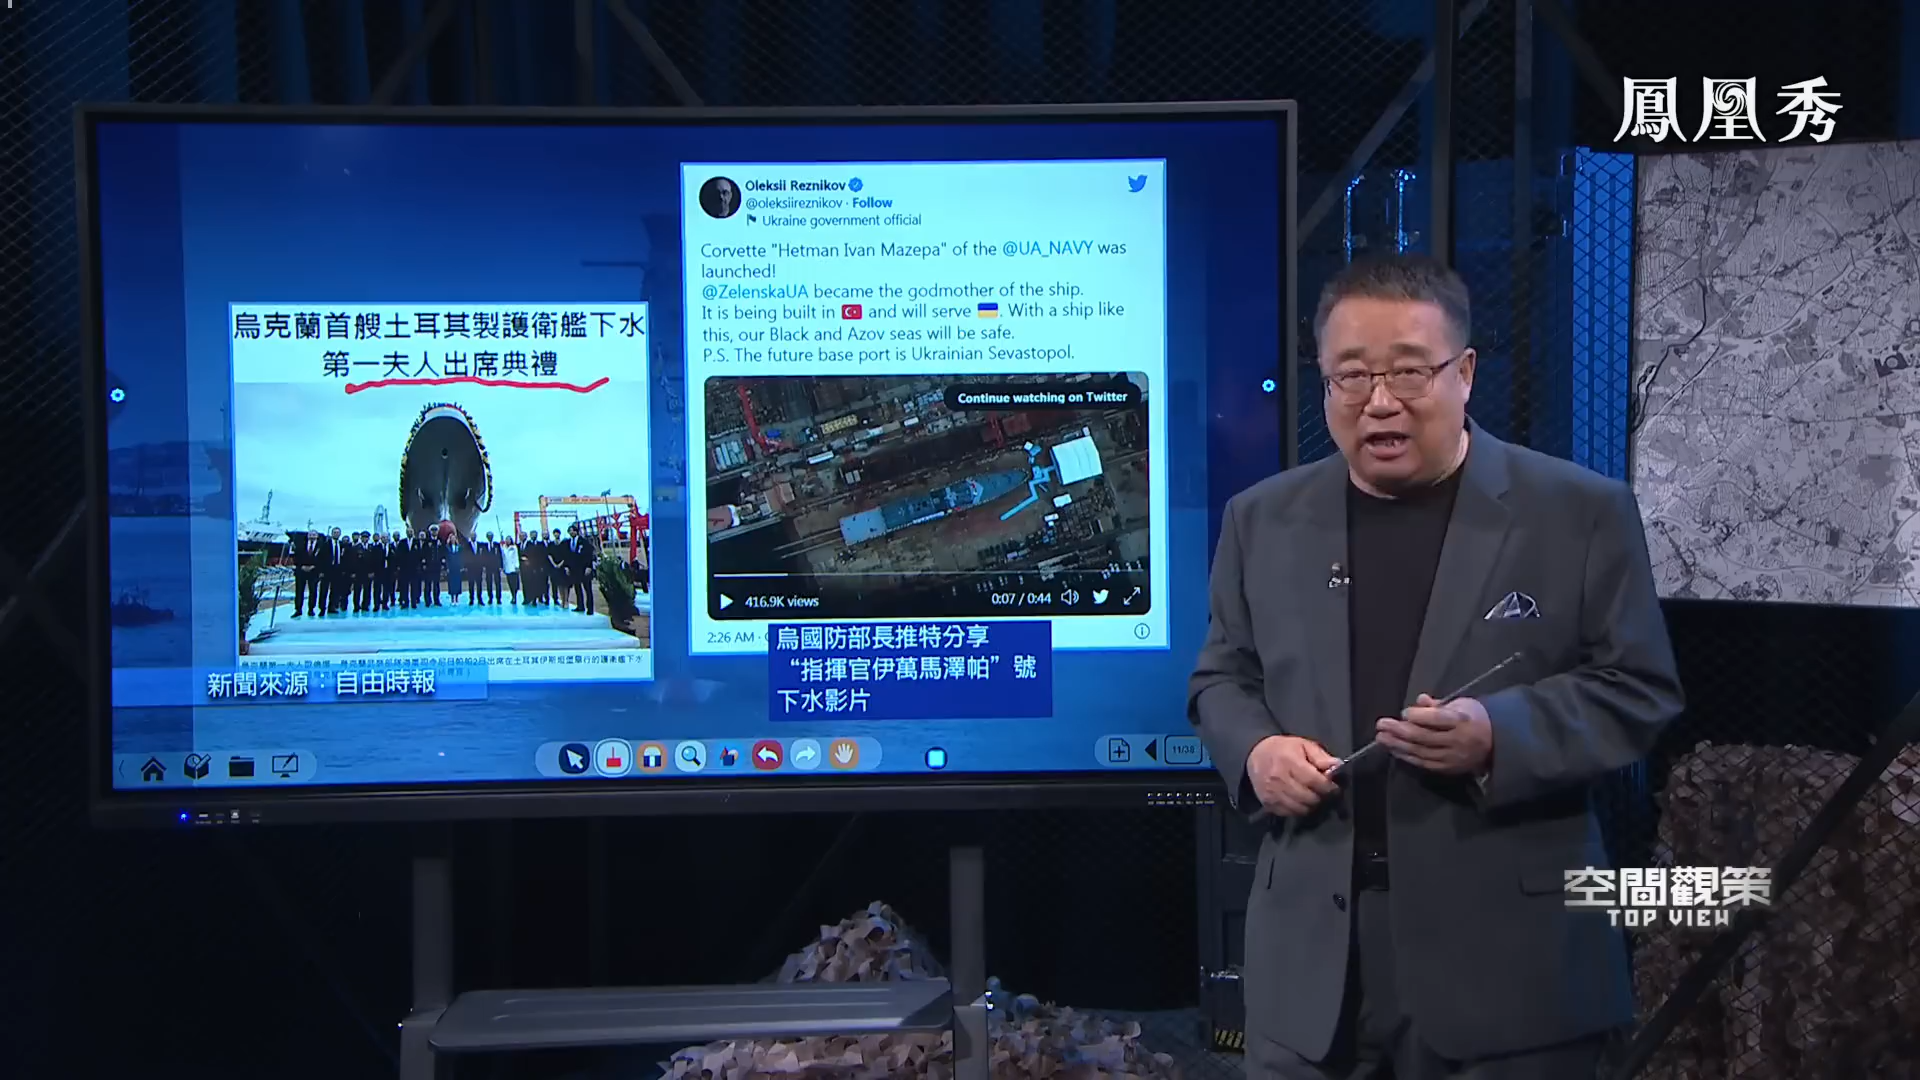 鳳凰秀
Oleksii Reznikov
@oleksiireznikov · Follow
Ukraine government official
Corvette "Hetman Ivan Mazepa" of the @UA_NAVY was
launched!
@ZelenskaUA became the godmother of the ship.
It is being built in 🇹🇷 and will serve 🇺🇦. With a ship like
this, our Black and Azov seas will be safe.
P.S. The future base port is Ukrainian Sevastopol.
Continue watching on Twitter
416.9K views
0:07 / 0:44
2:26 AM ·
烏國防部長推特分享
“指揮官伊萬馬澤帕”號
下水影片
烏克蘭首艘土耳其製護衛艦下水
第一夫人出席典禮
新聞來源：自由時報
11/38
空間觀策
TOP VIEW